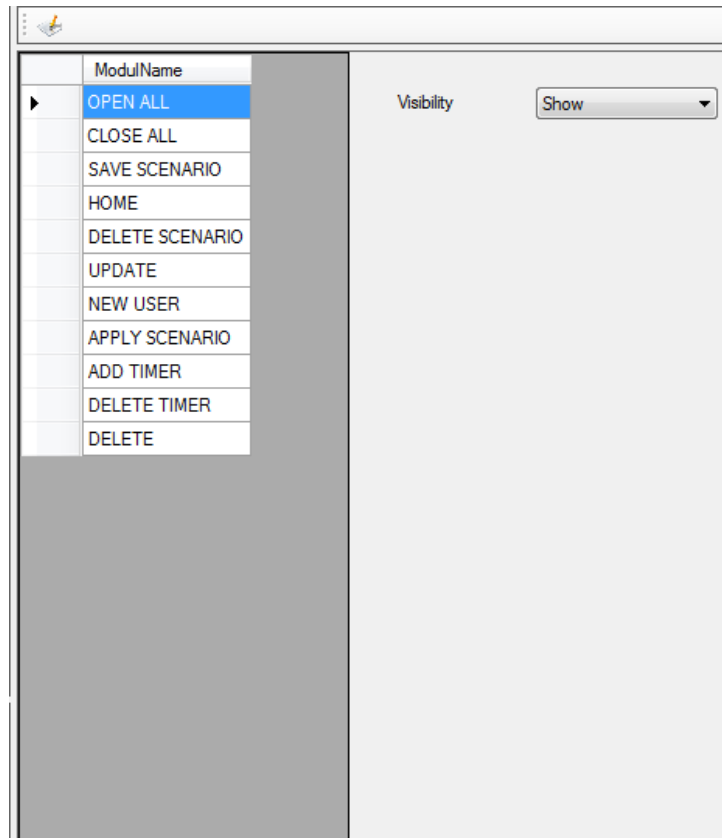 ModulName
OPEN ALL
Visibility
Show
CLOSE ALL
SAVE SCENARIO
HOME
DELETE SCENARIO
UPDATE
NEW USER
APPLY SCENARIO
ADD TIMER
DELETE TIMER
DELETE